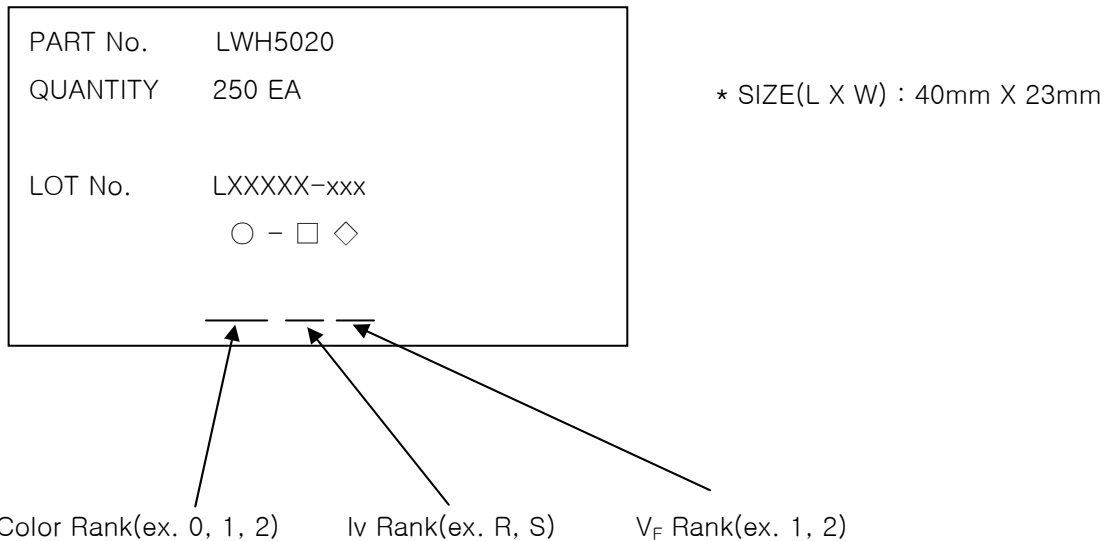 PART No. LWH5020
QUANTITY 250 EA
* SIZE(L X W) : 40mm X 23mm
LOT No. LXXXXX-xxx
○ - □ ◇
Color Rank(ex. 0, 1, 2) Iv Rank(ex. R, S) VF Rank(ex. 1, 2)